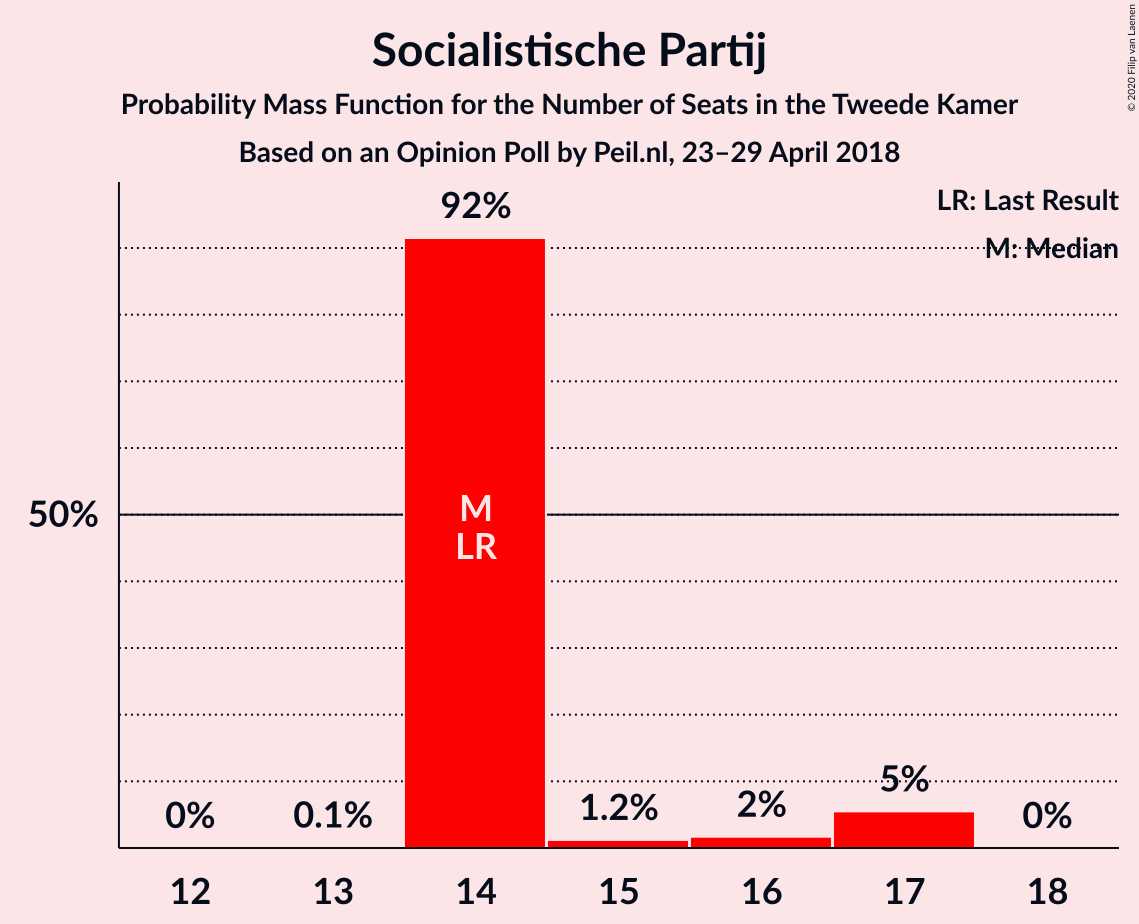 Socialistische Partij
Probability Mass Function for the Number of Seats in the Tweede Kamer
Based on an Opinion Poll by Peil.nl, 23–29 April 2018
© 2020 Filip van Laenen
LR: Last Result
M: Median
92%
50%
M
LR
0%
0.1%
1.2%
2%
5%
0%
12
13
14
15
16
17
18